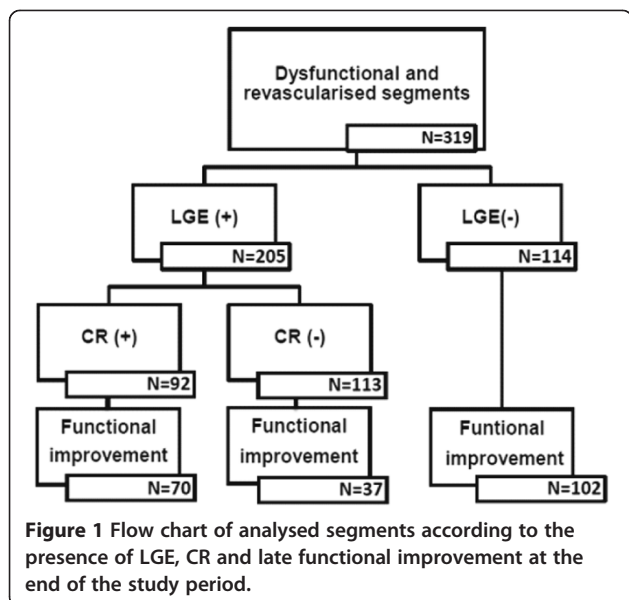 Dysfunctional and
revascularised segments
N=319
LGE (+)
N=205
LGE(-)
N=114
CR (+)
N=92
CR (-)
N=113
Functional
improvement
N=70
Functional
improvement
N=37
Funtional
improvement
N=102
Figure 1 Flow chart of analysed segments according to the
presence of LGE, CR and late functional improvement at the
end of the study period.